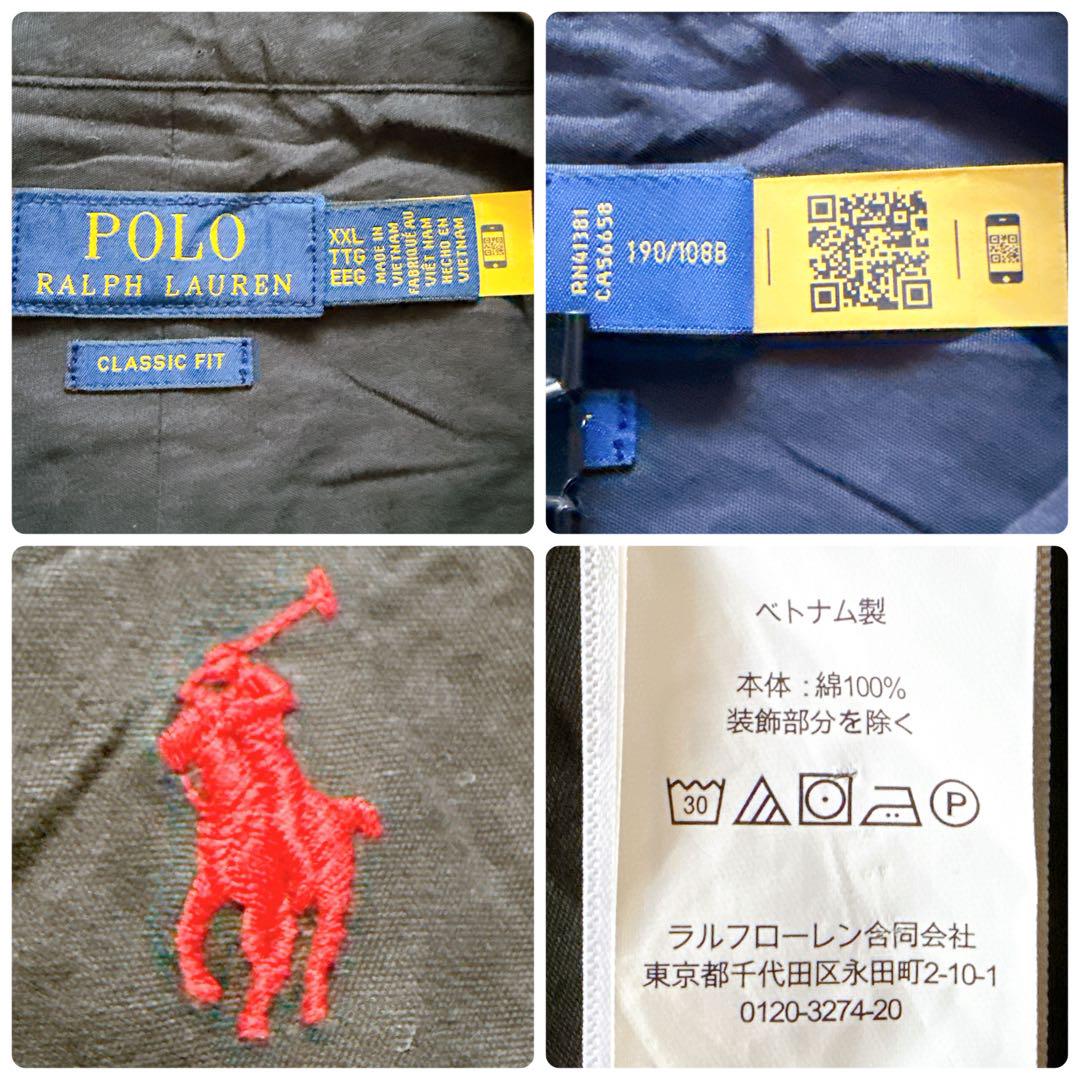 POLO
RALPH LAUREN
XXL
TTG
EEG
MADE IN
VIETNAM
FABRIQUÉ AU
VIÊT NAM
HECHO EN
VIETNAM
CLASSIC FIT
RN41381
CA56658
190/108B
ベトナム製
本体:綿100%
装飾部分を除く
30
P
ラルフローレン合同会社
東京都千代田区永田町2-10-1
0120-3274-20